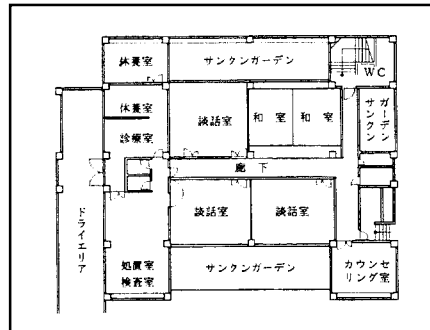 休養室
サンクンガーデン
WC
休養室
診療室
談話室
和室
和室
ガーデン
サンクン
廊下
ドライエリア
談話室
談話室
処置室
検査室
サンクンガーデン
カウンセ
リング室